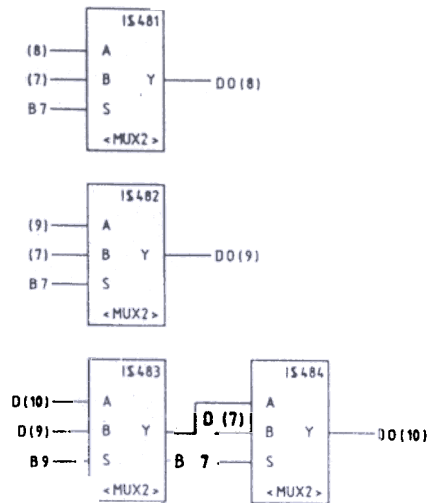 IS481
(8) A
(7) B Y DO(8)
B7 S
<MUX2>
IS482
(9) A
(7) B Y DO(9)
B7 S
<MUX2>
IS483 IS484
D(10) A A
D(9) B Y D(7) B Y DO(10)
B9 S B 7 S
<MUX2> <MUX2>